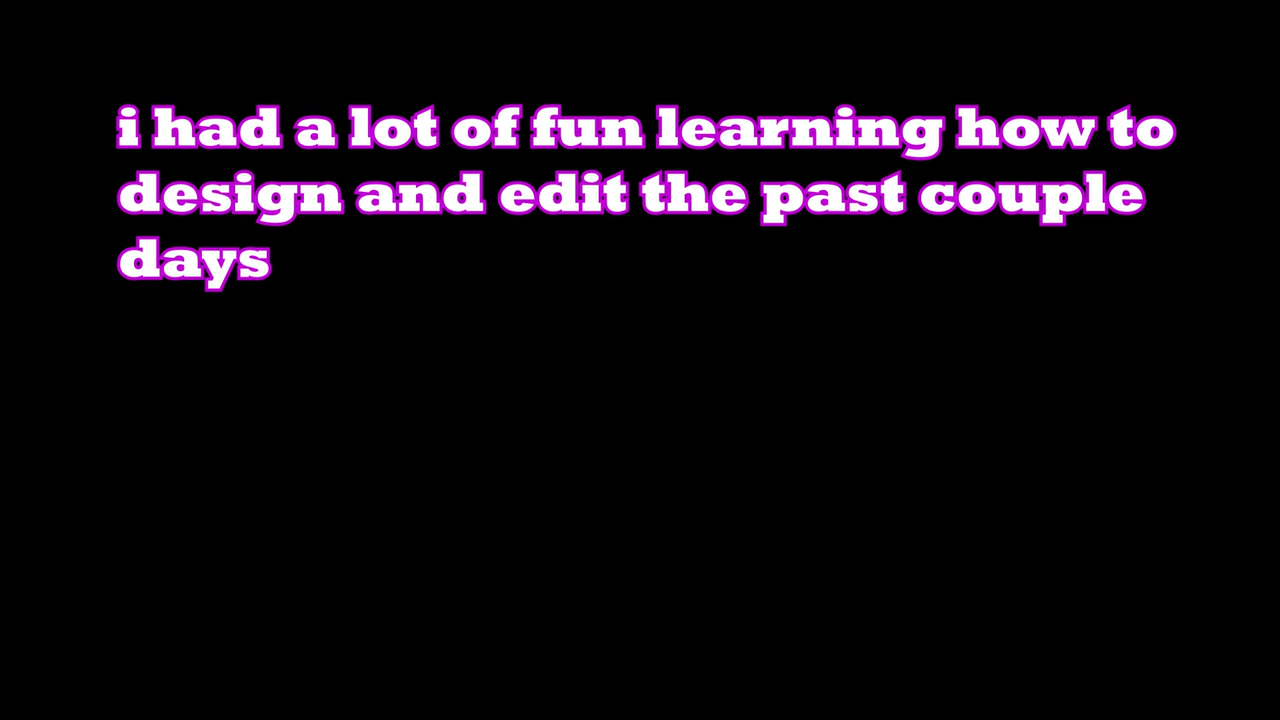 i had a lot of fun learning how to
design and edit the past couple
days